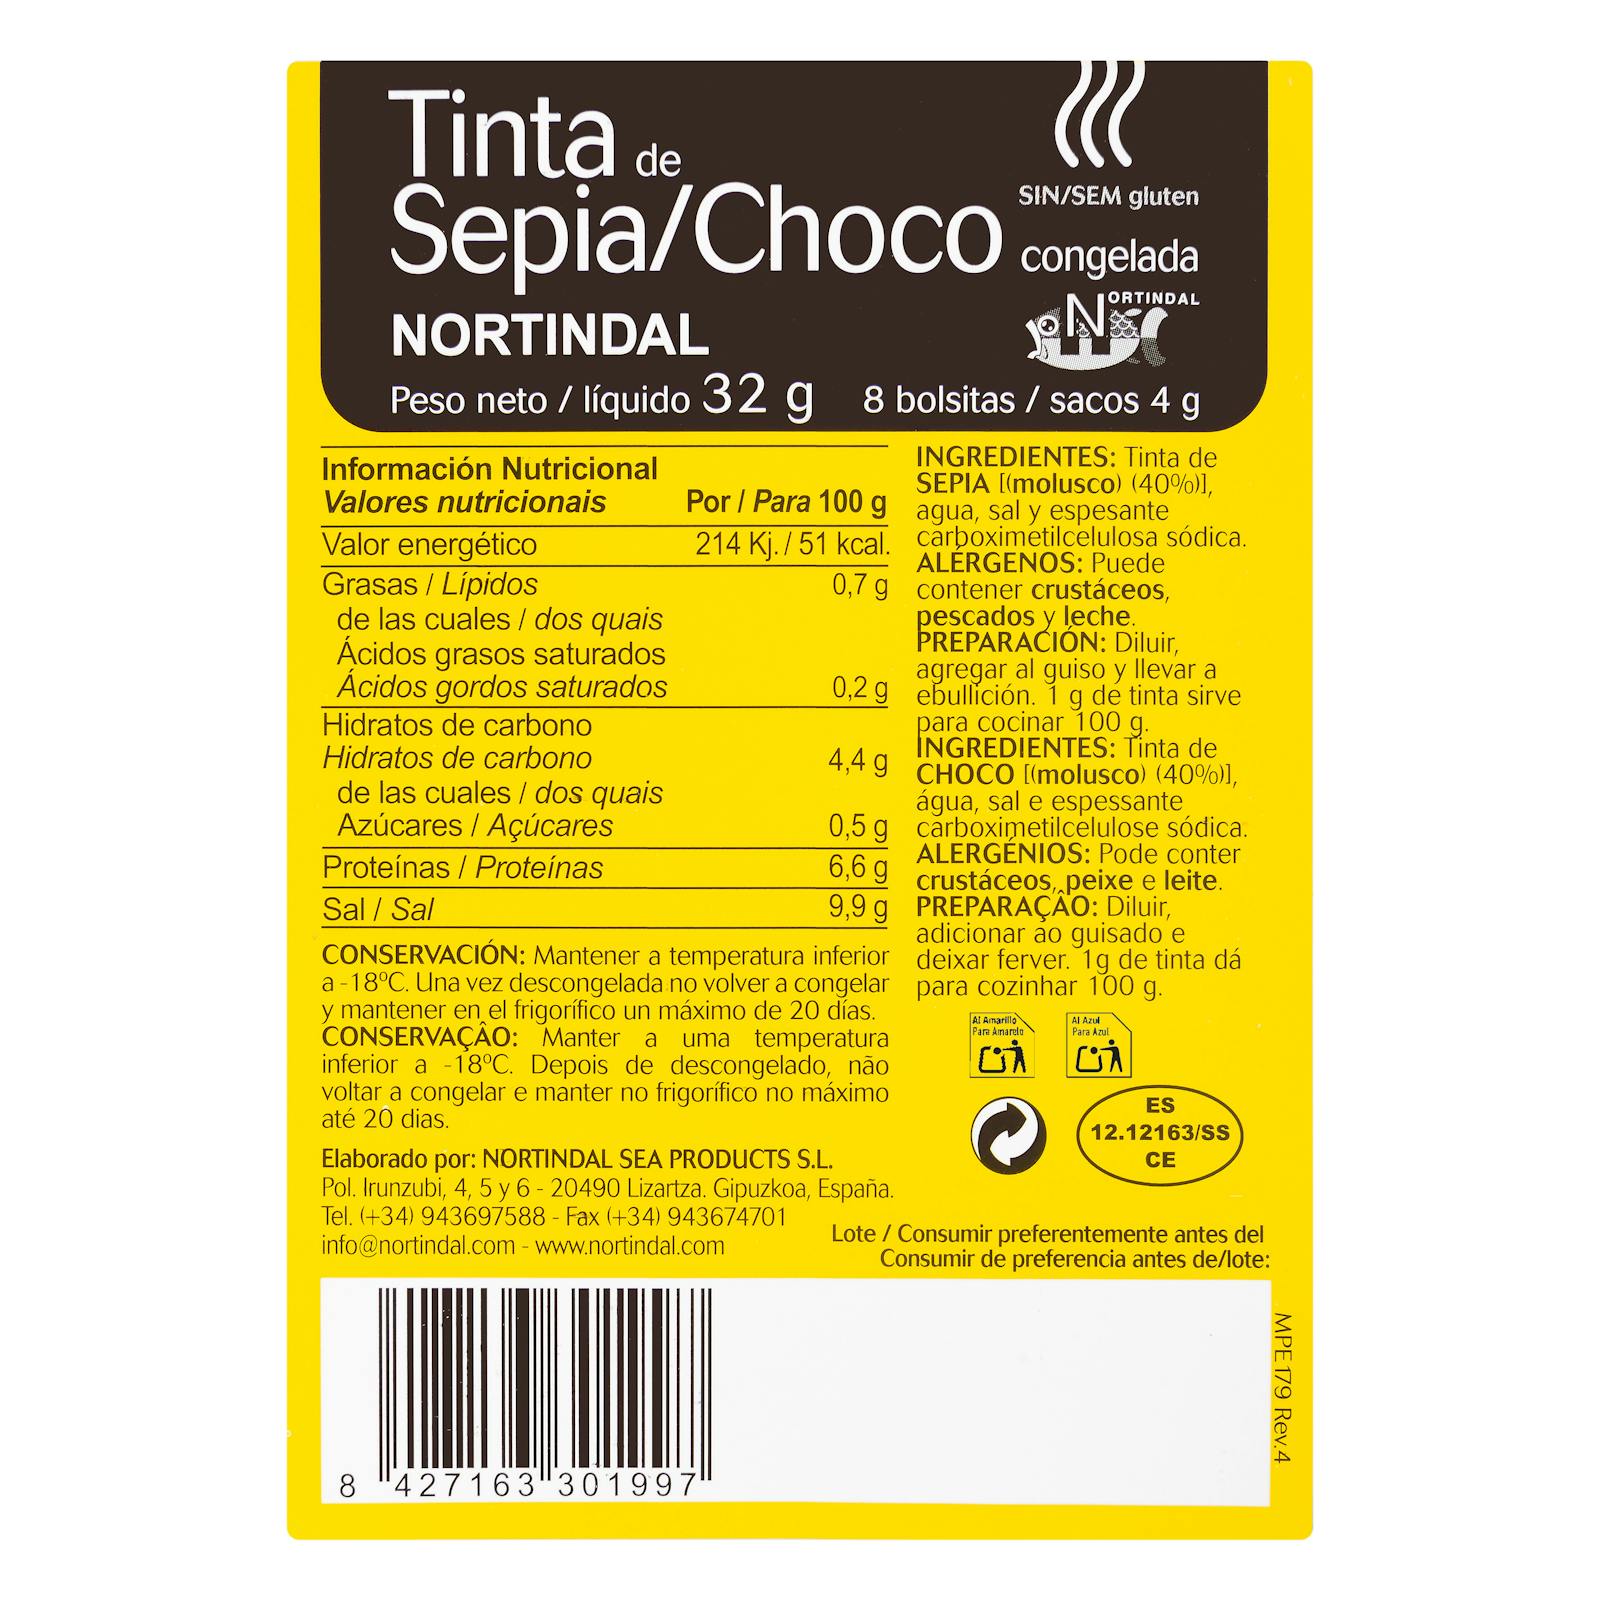 Tinta de
Sepia/Choco
SIN/SEM gluten
congelada
NORTINDAL
NORTINDAL
Peso neto / líquido 32 g
8 bolsitas / sacos 4 g
Información Nutricional
Valores nutricionais Por / Para 100 g
Valor energético 214 Kj. / 51 kcal.
Grasas / Lípidos 0,7 g
de las cuales / dos quais
Ácidos grasos saturados
Ácidos gordos saturados 0,2 g
Hidratos de carbono
Hidratos de carbono 4,4 g
de las cuales / dos quais
Azúcares / Açúcares 0,5 g
Proteínas / Proteínas 6,6 g
Sal / Sal 9,9 g
CONSERVACIÓN: Mantener a temperatura inferior
a -18ºC. Una vez descongelada no volver a congelar
y mantener en el frigorífico un máximo de 20 días.
CONSERVAÇÂO: Manter a uma temperatura
inferior a -18ºC. Depois de descongelado, não
voltar a congelar e manter no frigorífico no máximo
até 20 dias.
Elaborado por: NORTINDAL SEA PRODUCTS S.L.
Pol. Irunzubi, 4, 5 y 6 - 20490 Lizartza. Gipuzkoa, España.
Tel. (+34) 943697588 - Fax (+34) 943674701
info@nortindal.com - www.nortindal.com
INGREDIENTES: Tinta de
SEPIA [(molusco) (40%)],
agua, sal y espesante
carboximetilcelulosa sódica.
ALÉRGENOS: Puede
contener crustáceos,
pescados y leche.
PREPARACIÓN: Diluir,
agregar al guiso y llevar a
ebullición. 1 g de tinta sirve
para cocinar 100 g.
INGREDIENTES: Tinta de
CHOCO [(molusco) (40%)],
água, sal e espessante
carboximetilcelulose sódica.
ALERGÉNIOS: Pode conter
crustáceos, peixe e leite.
PREPARAÇÂO: Diluir,
adicionar ao guisado e
deixar ferver. 1g de tinta dá
para cozinhar 100 g.
Al Amarillo
Para Amarelo
Al Azul
Para Azul
ES
12.12163/SS
CE
Lote / Consumir preferentemente antes del
Consumir de preferencia antes de/lote:
MPE179 Rev.4
8 427163 301997